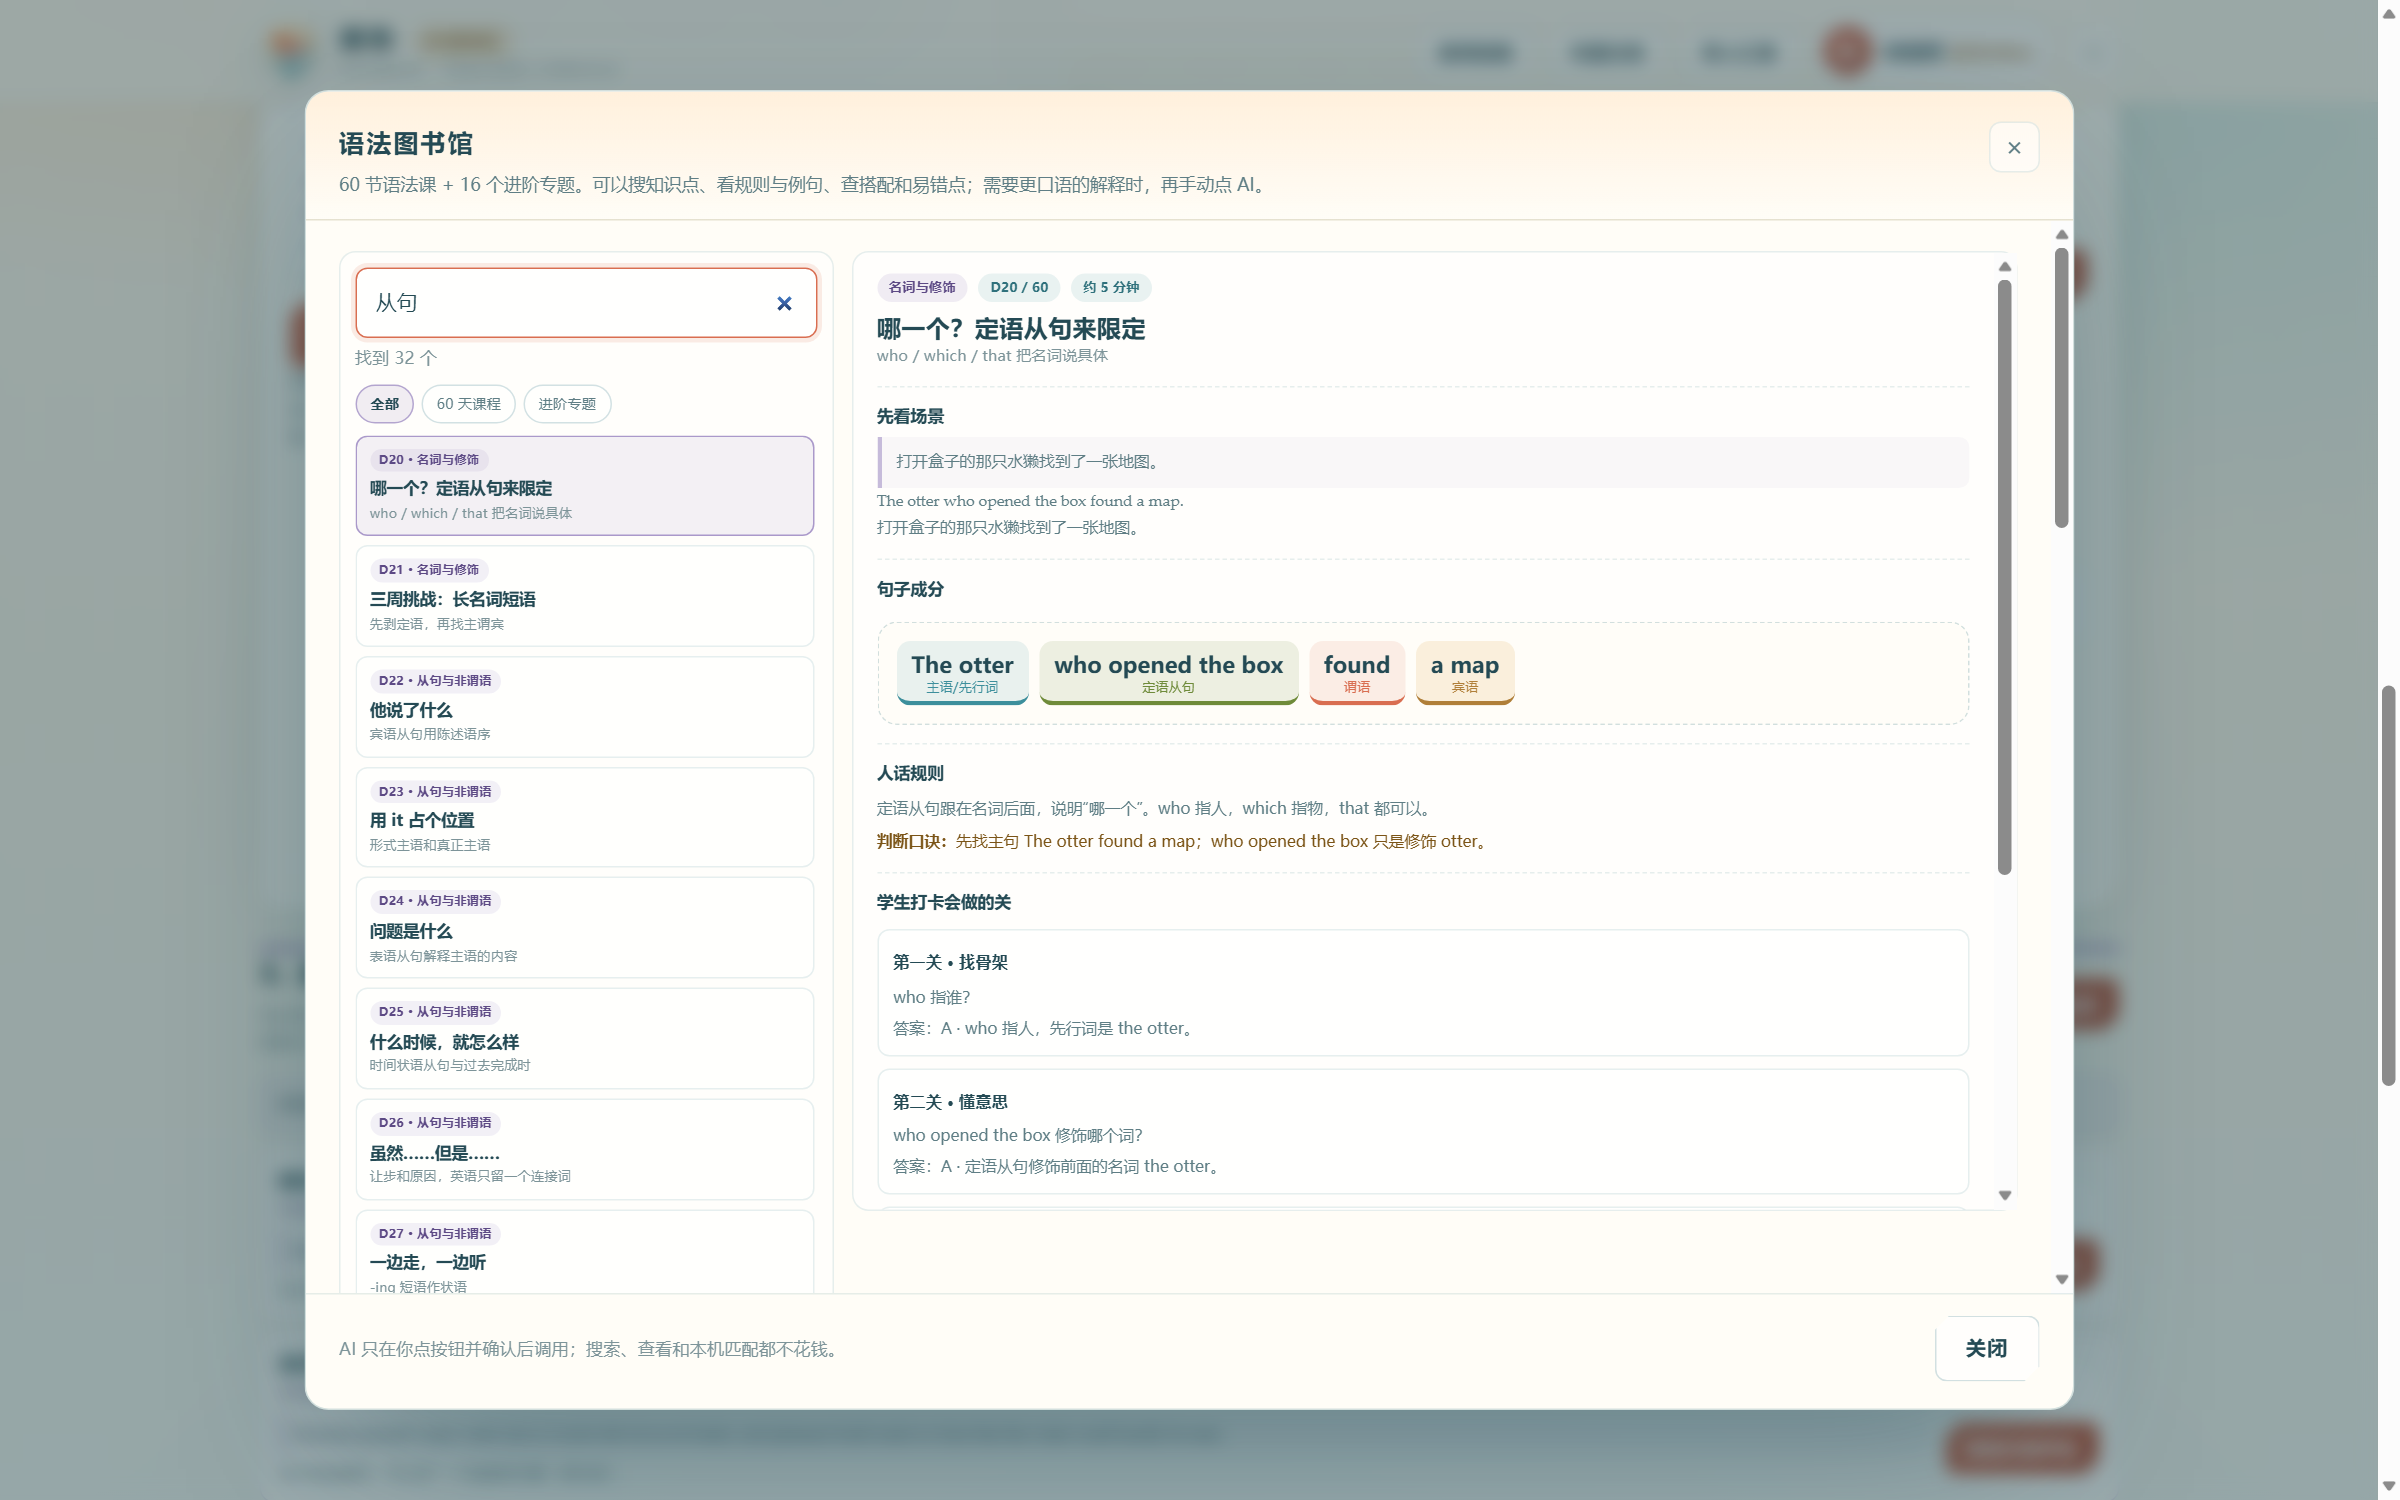 语法图书馆
60 节语法课 + 16 个进阶专题。可以搜知识点、看规则与例句、查搭配和易错点；需要更口语的解释时，再手动点 AI。
×
从句
×
找到 32 个
全部
60 天课程
进阶专题
D20 • 名词与修饰
哪一个？定语从句来限定
who / which / that 把名词说具体
D21 • 名词与修饰
三周挑战：长名词短语
先剥定语，再找主谓宾
D22 • 从句与非谓语
他说了什么
宾语从句用陈述语序
D23 • 从句与非谓语
用 it 占个位置
形式主语和真正主语
D24 • 从句与非谓语
问题是什么
表语从句解释主语的内容
D25 • 从句与非谓语
什么时候，就怎么样
时间状语从句与过去完成时
D26 • 从句与非谓语
虽然……但是……
让步和原因，英语只留一个连接词
D27 • 从句与非谓语
一边走，一边听
-ing 短语作状语
名词与修饰
D20 / 60
约 5 分钟
哪一个？定语从句来限定
who / which / that 把名词说具体
先看场景
打开盒子的那只水獭找到了一张地图。
The otter who opened the box found a map.
打开盒子的那只水獭找到了一张地图。
句子成分
The otter
主语/先行词
who opened the box
定语从句
found
谓语
a map
宾语
人话规则
定语从句跟在名词后面，说明“哪一个”。who 指人，which 指物，that 都可以。
判断口诀：先找主句 The otter found a map；who opened the box 只是修饰 otter。
学生打卡会做的关
第一关 • 找骨架
who 指谁？
答案：A · who 指人，先行词是 the otter。
第二关 • 懂意思
who opened the box 修饰哪个词？
答案：A · 定语从句修饰前面的名词 the otter。
AI 只在你点按钮并确认后调用；搜索、查看和本机匹配都不花钱。
关闭